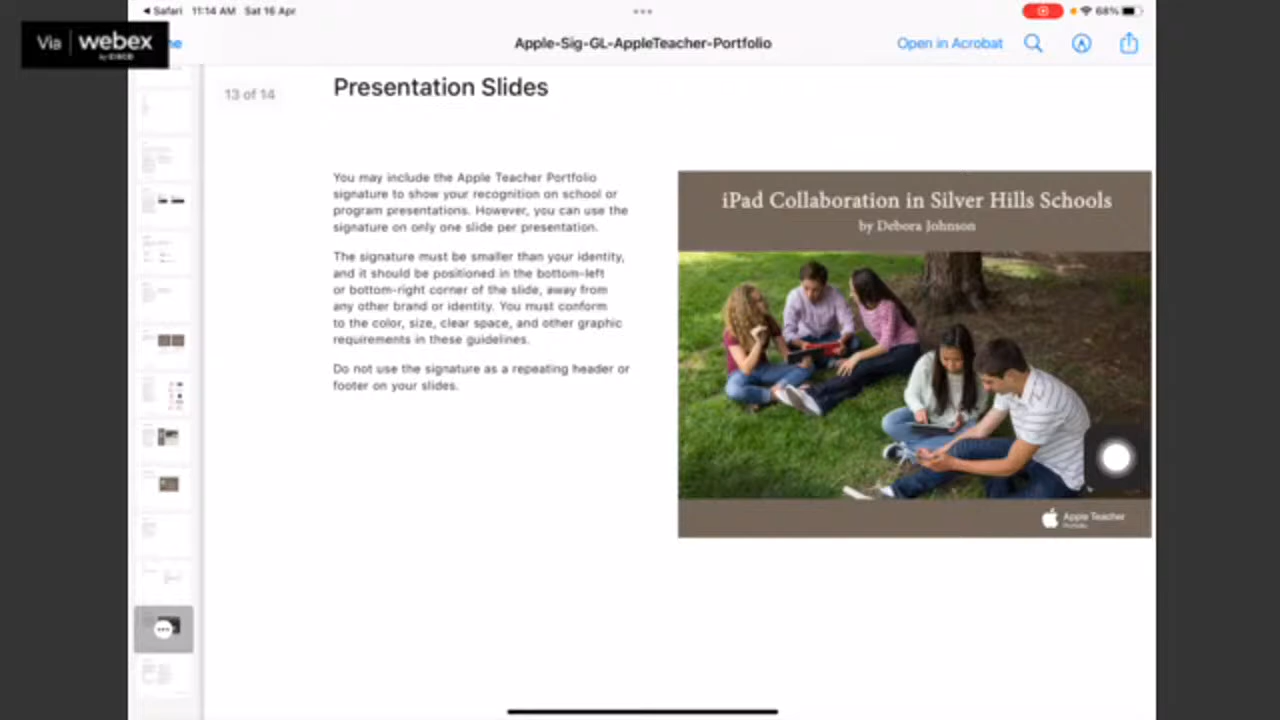 Safari 11:14 AM Sat 16 Apr
68%
Via webex
by CISCO
Apple-Sig-GL-AppleTeacher-Portfolio
Open in Acrobat
13 of 14
Presentation Slides
You may include the Apple Teacher Portfolio
signature to show your recognition on school or
program presentations. However, you can use the
signature on only one slide per presentation.
The signature must be smaller than your identity,
and it should be positioned in the bottom-left
or bottom-right corner of the slide, away from
any other brand or identity. You must conform
to the color, size, clear space, and other graphic
requirements in these guidelines.
Do not use the signature as a repeating header or
footer on your slides.
iPad Collaboration in Silver Hills Schools
by Debora Johnson
Apple Teacher
Portfolio